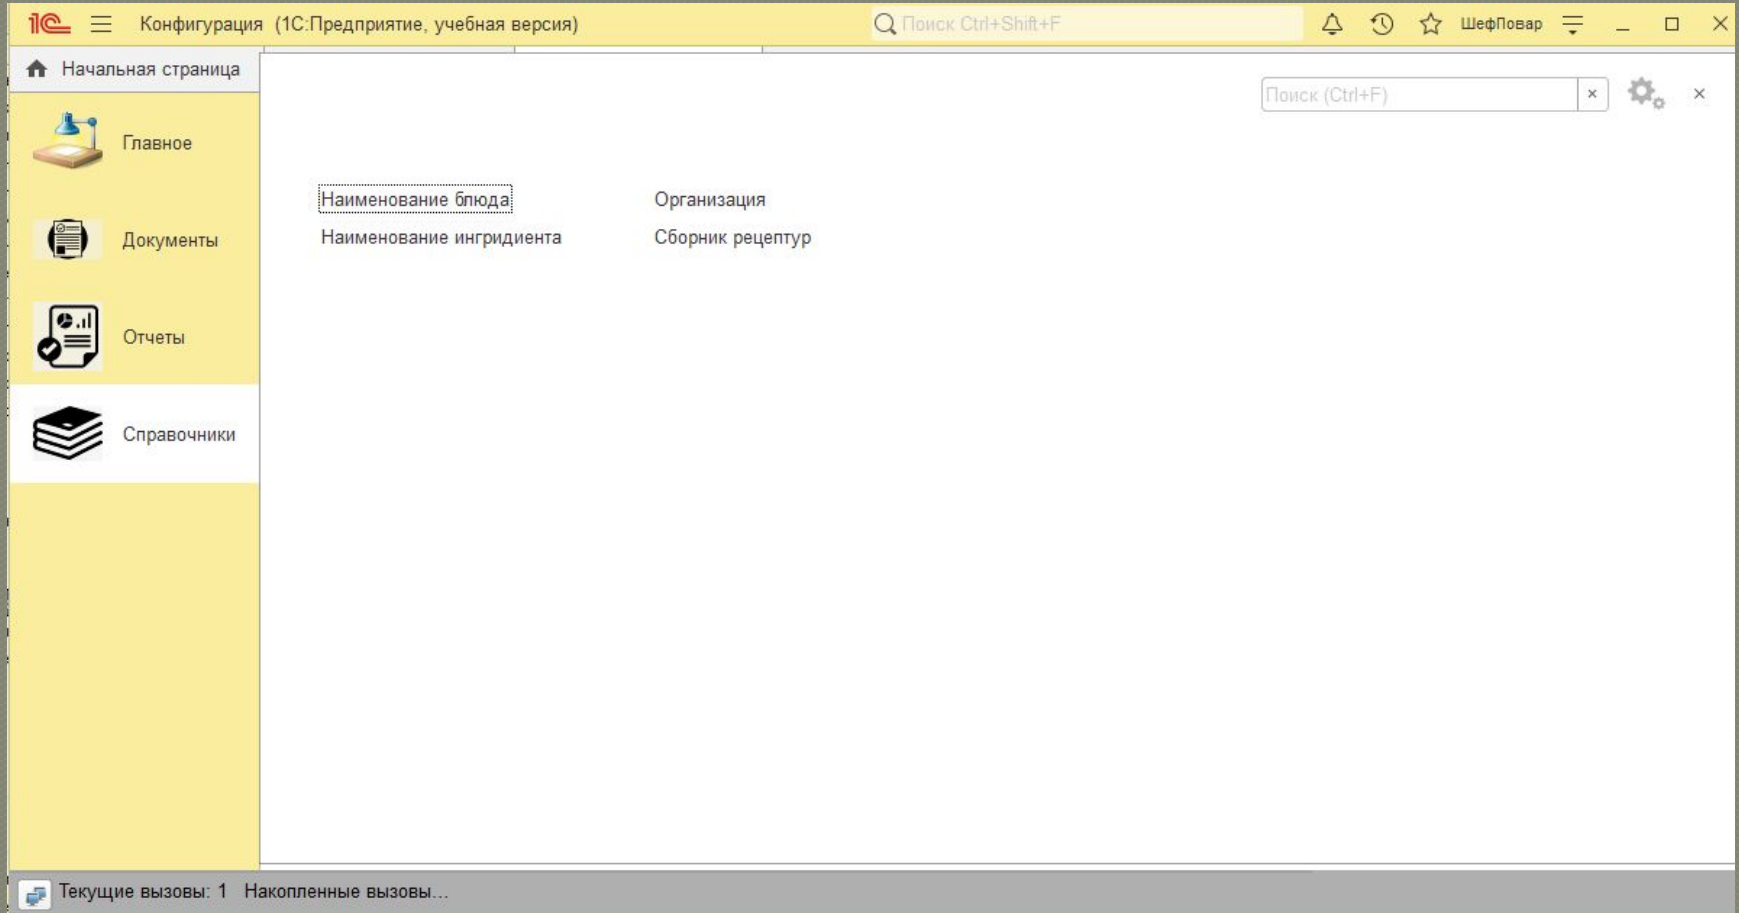 1С Конфигурация (1С:Предприятие, учебная версия) Поиск Ctrl+Shift+F ШефПовар
Начальная страница
Поиск (Ctrl+F)
Главное
Документы
Отчеты
Справочники
Наименование блюда Организация
Наименование ингридиента Сборник рецептур
Текущие вызовы: 1 Накопленные вызовы...